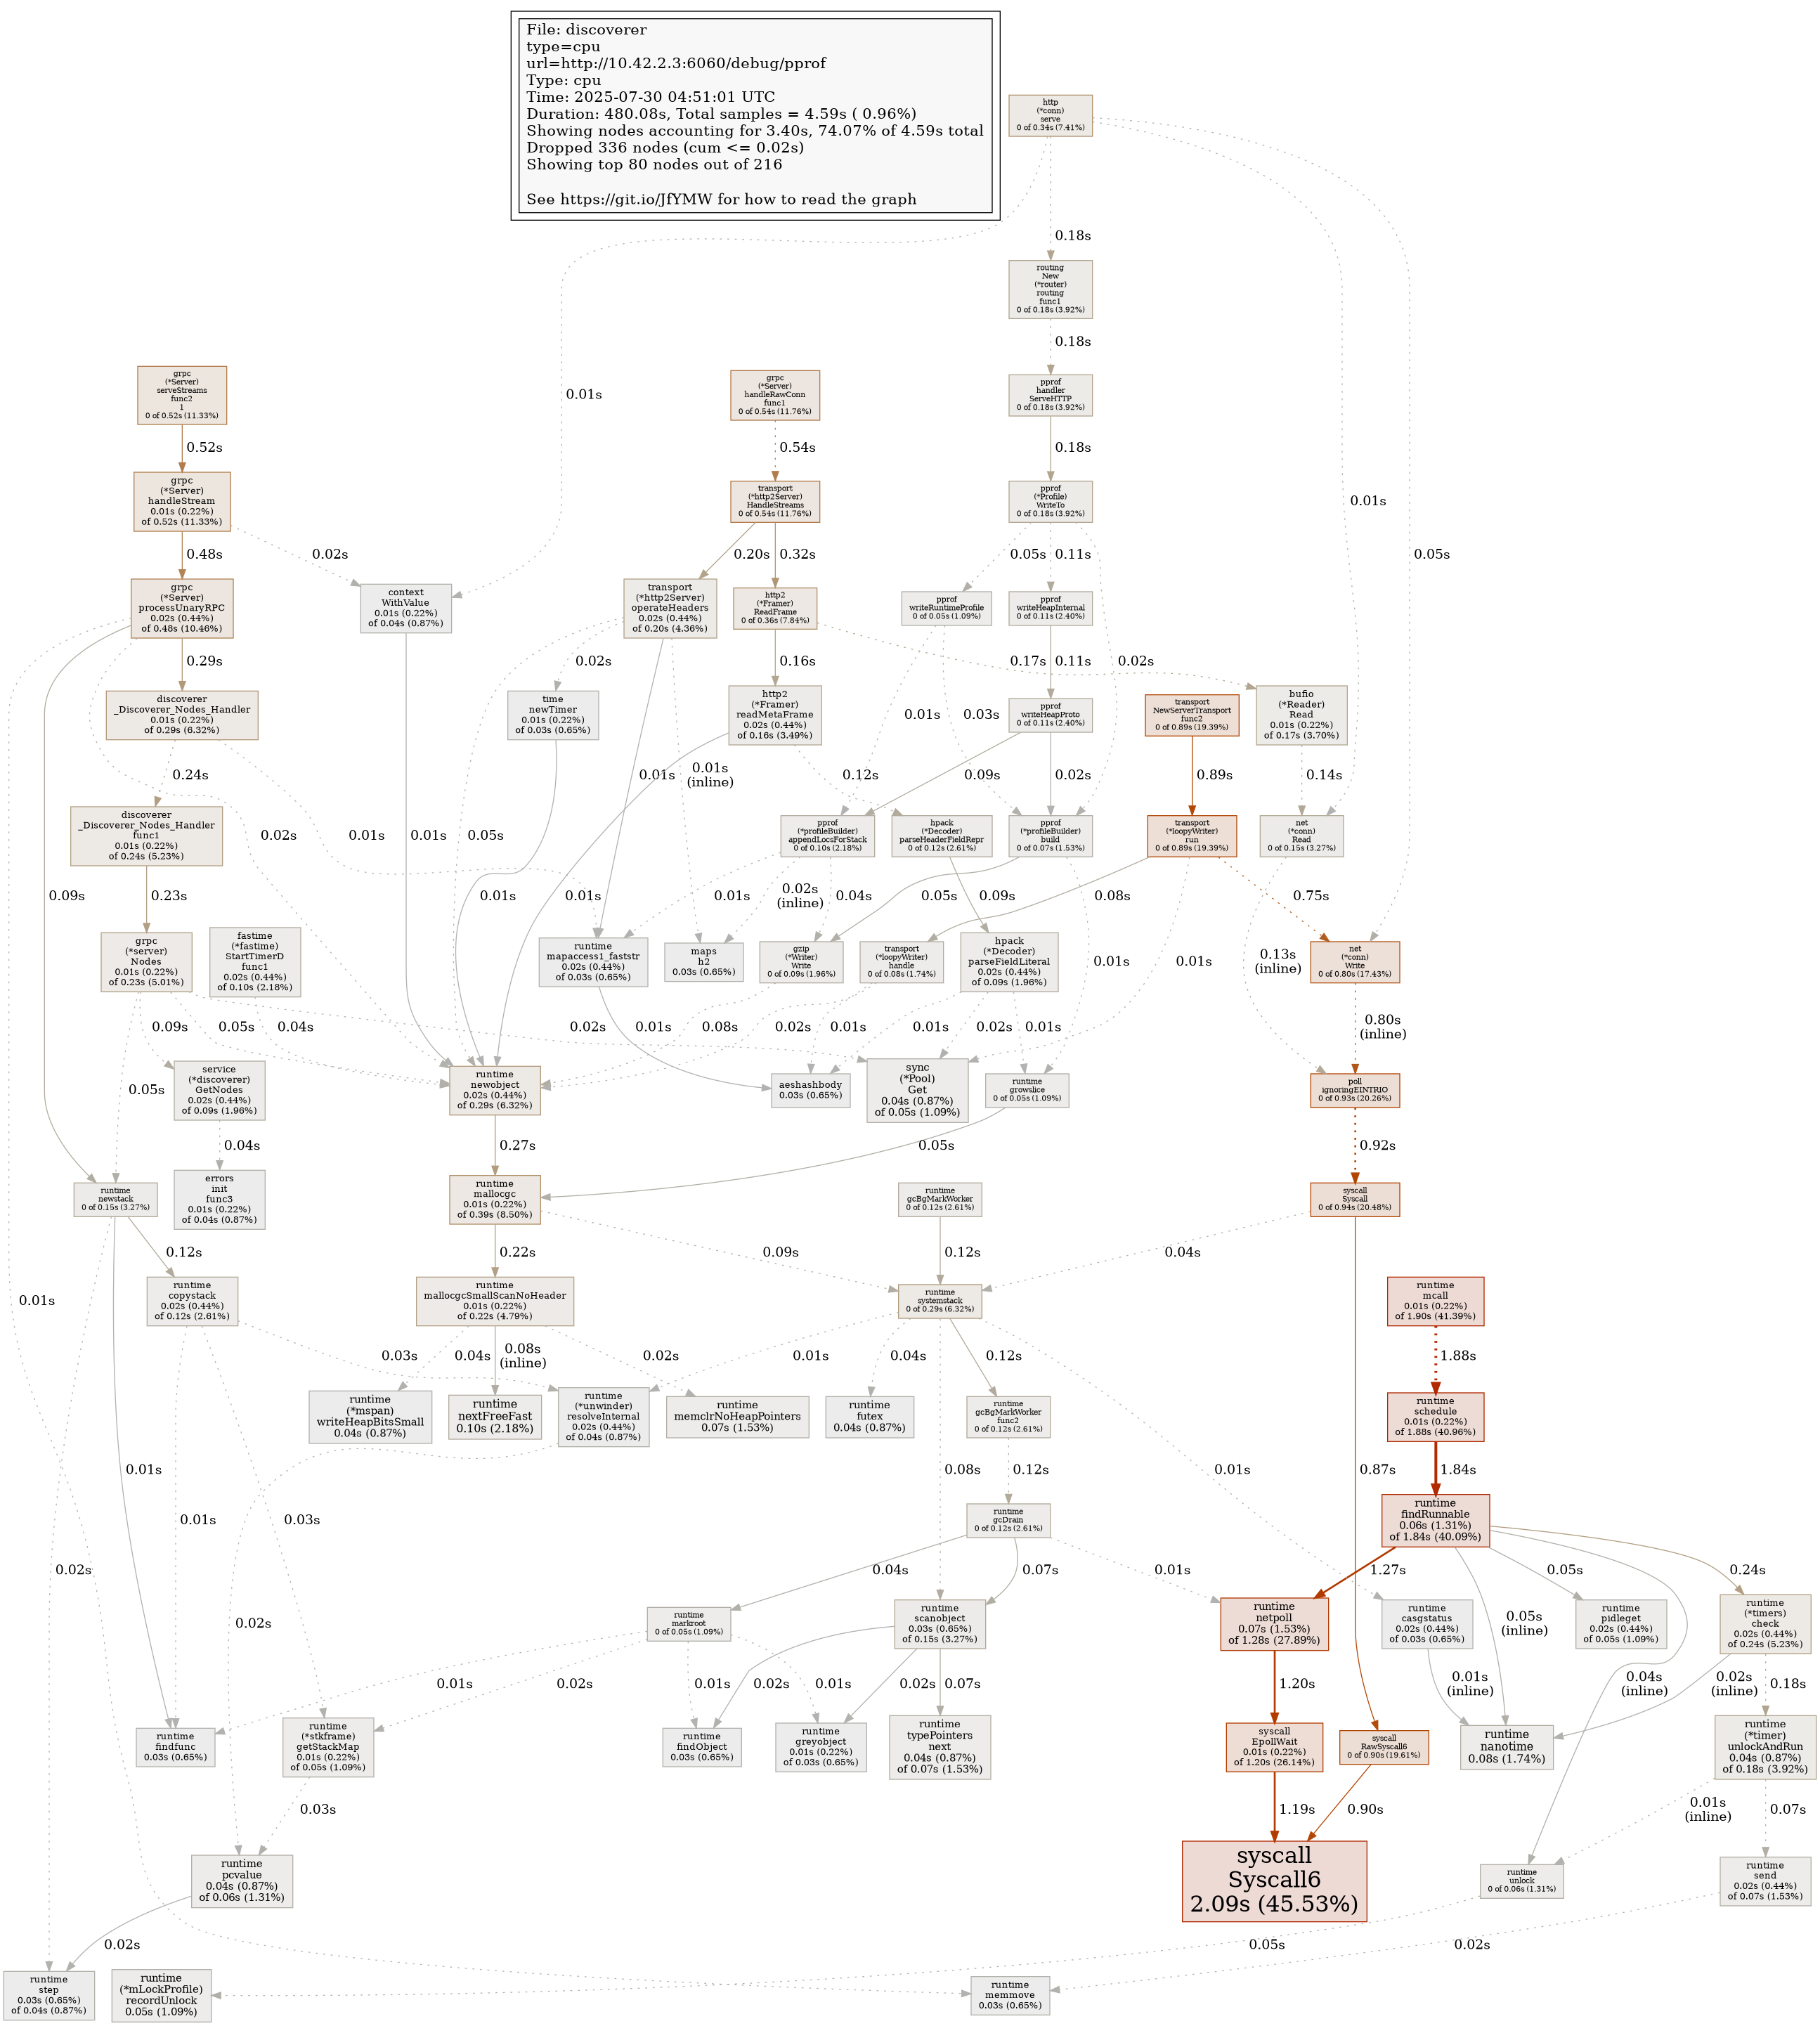 File: discoverer
type=cpu
url=http://10.42.2.3:6060/debug/pprof
Type: cpu
Time: 2025-07-30 04:51:01 UTC
Duration: 480.08s, Total samples = 4.59s ( 0.96%)
Showing nodes accounting for 3.40s, 74.07% of 4.59s total
Dropped 336 nodes (cum <= 0.02s)
Showing top 80 nodes out of 216
See https://git.io/JfYMW for how to read the graph
http
(*conn)
serve
0 of 0.34s (7.41%)
0.18s
routing
New
(*router)
routing
func1
0 of 0.18s (3.92%)
0.18s
0.01s
grpc
(*Server)
serveStreams
func2
1
0 of 0.52s (11.33%)
grpc
(*Server)
handleRawConn
func1
0 of 0.54s (11.76%)
pprof
handler
ServeHTTP
0 of 0.18s (3.92%)
0.52s
0.54s
0.18s
grpc
(*Server)
handleStream
0.01s (0.22%)
of 0.52s (11.33%)
transport
(*http2Server)
HandleStreams
0 of 0.54s (11.76%)
pprof
(*Profile)
WriteTo
0 of 0.18s (3.92%)
0.01s
0.48s
0.02s
0.20s
0.32s
0.05s
0.11s
0.05s
grpc
(*Server)
processUnaryRPC
0.02s (0.44%)
of 0.48s (10.46%)
context
WithValue
0.01s (0.22%)
of 0.04s (0.87%)
transport
(*http2Server)
operateHeaders
0.02s (0.44%)
of 0.20s (4.36%)
http2
(*Framer)
ReadFrame
0 of 0.36s (7.84%)
pprof
writeRuntimeProfile
0 of 0.05s (1.09%)
pprof
writeHeapInternal
0 of 0.11s (2.40%)
0.29s
0.02s
0.16s
0.17s
0.11s
0.02s
discoverer
_Discoverer_Nodes_Handler
0.01s (0.22%)
of 0.29s (6.32%)
time
newTimer
0.01s (0.22%)
of 0.03s (0.65%)
http2
(*Framer)
readMetaFrame
0.02s (0.44%)
of 0.16s (3.49%)
pprof
writeHeapProto
0 of 0.11s (2.40%)
transport
NewServerTransport
func2
0 of 0.89s (19.39%)
bufio
(*Reader)
Read
0.01s (0.22%)
of 0.17s (3.70%)
0.01s
0.03s
0.24s
0.01s
0.01s
(inline)
0.12s
0.09s
0.02s
0.89s
0.14s
discoverer
_Discoverer_Nodes_Handler
func1
0.01s (0.22%)
of 0.24s (5.23%)
0.02s
0.01s
0.05s
pprof
(*profileBuilder)
appendLocsForStack
0 of 0.10s (2.18%)
hpack
(*Decoder)
parseHeaderFieldRepr
0 of 0.12s (2.61%)
pprof
(*profileBuilder)
build
0 of 0.07s (1.53%)
transport
(*loopyWriter)
run
0 of 0.89s (19.39%)
net
(*conn)
Read
0 of 0.15s (3.27%)
0.09s
0.23s
0.01s
0.01s
0.01s
0.01s
0.02s
(inline)
0.04s
0.09s
0.05s
0.08s
0.75s
grpc
(*server)
Nodes
0.01s (0.22%)
of 0.23s (5.01%)
fastime
(*fastime)
StartTimerD
func1
0.02s (0.44%)
of 0.10s (2.18%)
runtime
mapaccess1_faststr
0.02s (0.44%)
of 0.03s (0.65%)
maps
h2
0.03s (0.65%)
gzip
(*Writer)
Write
0 of 0.09s (1.96%)
transport
(*loopyWriter)
handle
0 of 0.08s (1.74%)
hpack
(*Decoder)
parseFieldLiteral
0.02s (0.44%)
of 0.09s (1.96%)
0.01s
0.01s
0.13s
(inline)
net
(*conn)
Write
0 of 0.80s (17.43%)
0.09s
0.05s
0.04s
0.02s
0.01s
0.08s
0.02s
0.01s
0.01s
0.02s
0.01s
0.80s
(inline)
0.05s
service
(*discoverer)
GetNodes
0.02s (0.44%)
of 0.09s (1.96%)
runtime
newobject
0.02s (0.44%)
of 0.29s (6.32%)
aeshashbody
0.03s (0.65%)
sync
(*Pool)
Get
0.04s (0.87%)
of 0.05s (1.09%)
runtime
growslice
0 of 0.05s (1.09%)
poll
ignoringEINTRIO
0 of 0.93s (20.26%)
0.04s
0.27s
0.05s
0.92s
runtime
newstack
0 of 0.15s (3.27%)
errors
init
func3
0.01s (0.22%)
of 0.04s (0.87%)
runtime
mallocgc
0.01s (0.22%)
of 0.39s (8.50%)
runtime
gcBgMarkWorker
0 of 0.12s (2.61%)
syscall
Syscall
0 of 0.94s (20.48%)
0.12s
0.22s
0.09s
0.12s
0.04s
0.01s
runtime
copystack
0.02s (0.44%)
of 0.12s (2.61%)
runtime
mallocgcSmallScanNoHeader
0.01s (0.22%)
of 0.22s (4.79%)
runtime
systemstack
0 of 0.29s (6.32%)
runtime
mcall
0.01s (0.22%)
of 1.90s (41.39%)
0.03s
0.04s
0.08s
(inline)
0.02s
0.01s
0.04s
0.12s
1.88s
runtime
(*mspan)
writeHeapBitsSmall
0.04s (0.87%)
runtime
nextFreeFast
0.10s (2.18%)
runtime
(*unwinder)
resolveInternal
0.02s (0.44%)
of 0.04s (0.87%)
runtime
memclrNoHeapPointers
0.07s (1.53%)
runtime
futex
0.04s (0.87%)
runtime
gcBgMarkWorker
func2
0 of 0.12s (2.61%)
runtime
schedule
0.01s (0.22%)
of 1.88s (40.96%)
0.01s
0.08s
0.12s
0.01s
0.87s
1.84s
0.01s
0.03s
runtime
gcDrain
0 of 0.12s (2.61%)
runtime
findRunnable
0.06s (1.31%)
of 1.84s (40.09%)
0.02s
0.04s
0.07s
0.01s
1.27s
0.05s
0.24s
0.02s
runtime
markroot
0 of 0.05s (1.09%)
runtime
scanobject
0.03s (0.65%)
of 0.15s (3.27%)
runtime
netpoll
0.07s (1.53%)
of 1.28s (27.89%)
runtime
casgstatus
0.02s (0.44%)
of 0.03s (0.65%)
0.05s
(inline)
runtime
pidleget
0.02s (0.44%)
of 0.05s (1.09%)
runtime
(*timers)
check
0.02s (0.44%)
of 0.24s (5.23%)
0.01s
0.02s
0.01s
0.02s
0.01s
0.02s
0.07s
1.20s
0.01s
(inline)
0.04s
(inline)
0.02s
(inline)
0.18s
runtime
findfunc
0.03s (0.65%)
runtime
(*stkframe)
getStackMap
0.01s (0.22%)
of 0.05s (1.09%)
runtime
findObject
0.03s (0.65%)
runtime
greyobject
0.01s (0.22%)
of 0.03s (0.65%)
runtime
typePointers
next
0.04s (0.87%)
of 0.07s (1.53%)
syscall
EpollWait
0.01s (0.22%)
of 1.20s (26.14%)
syscall
RawSyscall6
0 of 0.90s (19.61%)
runtime
nanotime
0.08s (1.74%)
runtime
(*timer)
unlockAndRun
0.04s (0.87%)
of 0.18s (3.92%)
0.03s
1.19s
0.90s
0.01s
(inline)
0.07s
runtime
pcvalue
0.04s (0.87%)
of 0.06s (1.31%)
syscall
Syscall6
2.09s (45.53%)
runtime
unlock
0 of 0.06s (1.31%)
runtime
send
0.02s (0.44%)
of 0.07s (1.53%)
0.02s
0.05s
0.02s
runtime
step
0.03s (0.65%)
of 0.04s (0.87%)
runtime
(*mLockProfile)
recordUnlock
0.05s (1.09%)
runtime
memmove
0.03s (0.65%)